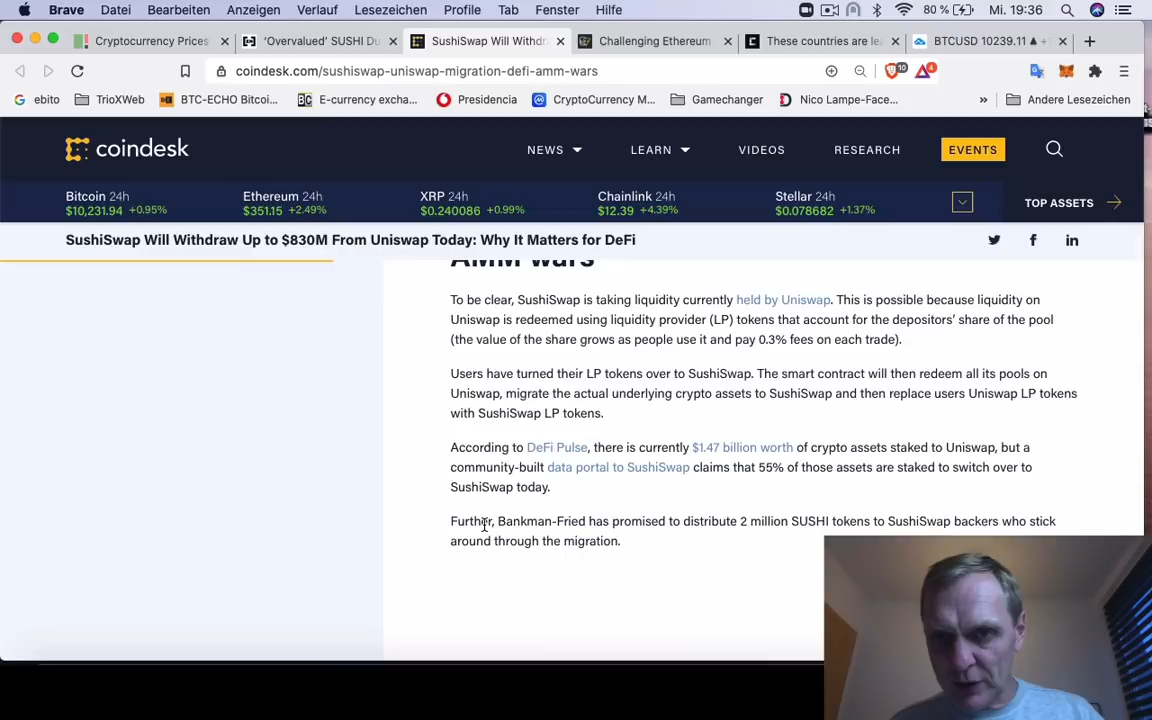 Brave Datei Bearbeiten Anzeigen Verlauf Lesezeichen Profile Tab Fenster Hilfe 80 % Mi. 19:36
Cryptocurrency Prices 'Overvalued' SUSHI Du SushiSwap Will Withdr Challenging Ethereum These countries are le BTCUSD 10239.11 ▲ +
coindesk.com/sushiswap-uniswap-migration-defi-amm-wars 10 4
ebito TrioXWeb BTC-ECHO Bitcoi... E-currency excha... Presidencia CryptoCurrency M... Gamechanger Nico Lampe-Face... » Andere Lesezeichen
coindesk NEWS LEARN VIDEOS RESEARCH EVENTS
Bitcoin 24h Ethereum 24h XRP 24h Chainlink 24h Stellar 24h
$10,231.94 +0.95% $351.15 +2.49% $0.240086 +0.99% $12.39 +4.39% $0.078682 +1.37% TOP ASSETS
SushiSwap Will Withdraw Up to $830M From Uniswap Today: Why It Matters for DeFi
AMM wars
To be clear, SushiSwap is taking liquidity currently held by Uniswap. This is possible because liquidity on
Uniswap is redeemed using liquidity provider (LP) tokens that account for the depositors' share of the pool
(the value of the share grows as people use it and pay 0.3% fees on each trade).
Users have turned their LP tokens over to SushiSwap. The smart contract will then redeem all its pools on
Uniswap, migrate the actual underlying crypto assets to SushiSwap and then replace users Uniswap LP tokens
with SushiSwap LP tokens.
According to DeFi Pulse, there is currently $1.47 billion worth of crypto assets staked to Uniswap, but a
community-built data portal to SushiSwap claims that 55% of those assets are staked to switch over to
SushiSwap today.
Further, Bankman-Fried has promised to distribute 2 million SUSHI tokens to SushiSwap backers who stick
around through the migration.